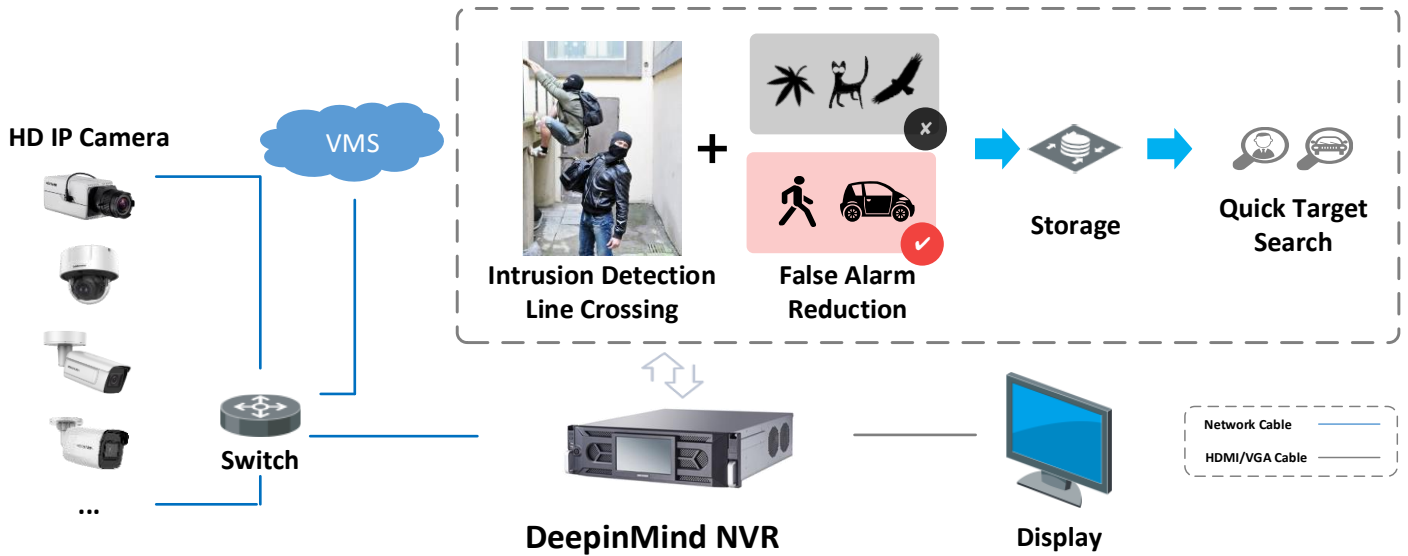 HD IP Camera
VMS
Intrusion Detection
Line Crossing
+
False Alarm
Reduction
Storage
Quick Target
Search
Switch
...
DeepinMind NVR
Display
Network Cable
HDMI/VGA Cable